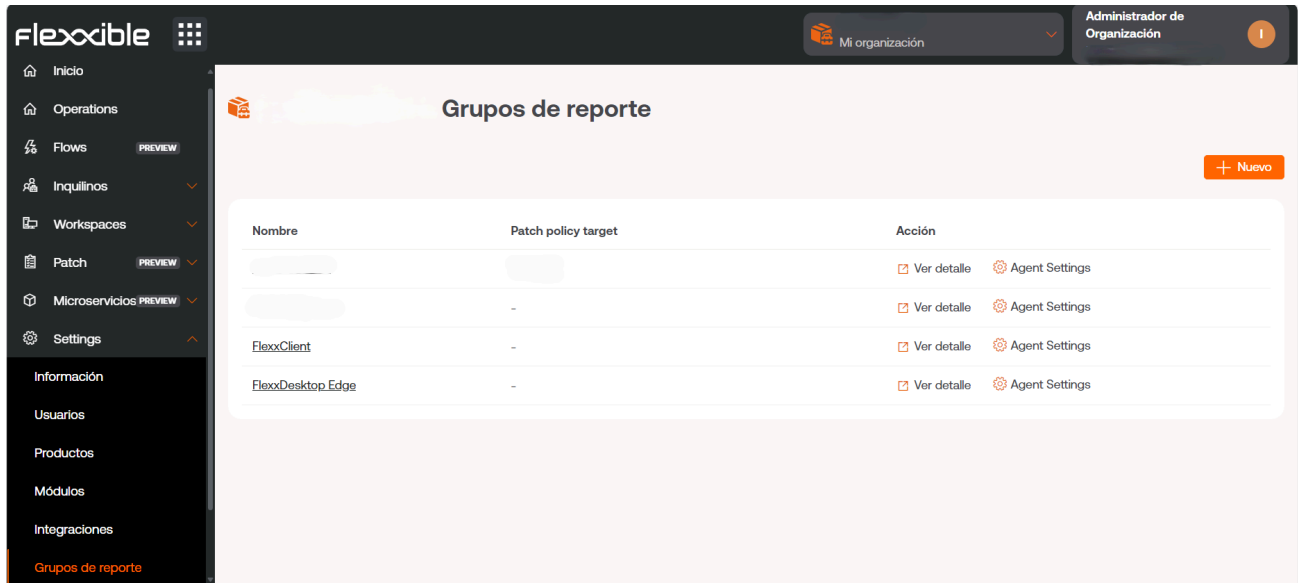 Flexxible
Mi organización
Administrador de
Organización
I
Inicio
Operations
Flows PREVIEW
Inquilinos
Workspaces
Patch PREVIEW
Microservicios PREVIEW
Settings
Información
Usuarios
Productos
Módulos
Integraciones
Grupos de reporte
Grupos de reporte
Nuevo
Nombre Patch policy target Acción
Ver detalle Agent Settings
- Ver detalle Agent Settings
FlexxClient - Ver detalle Agent Settings
FlexxDesktop Edge - Ver detalle Agent Settings